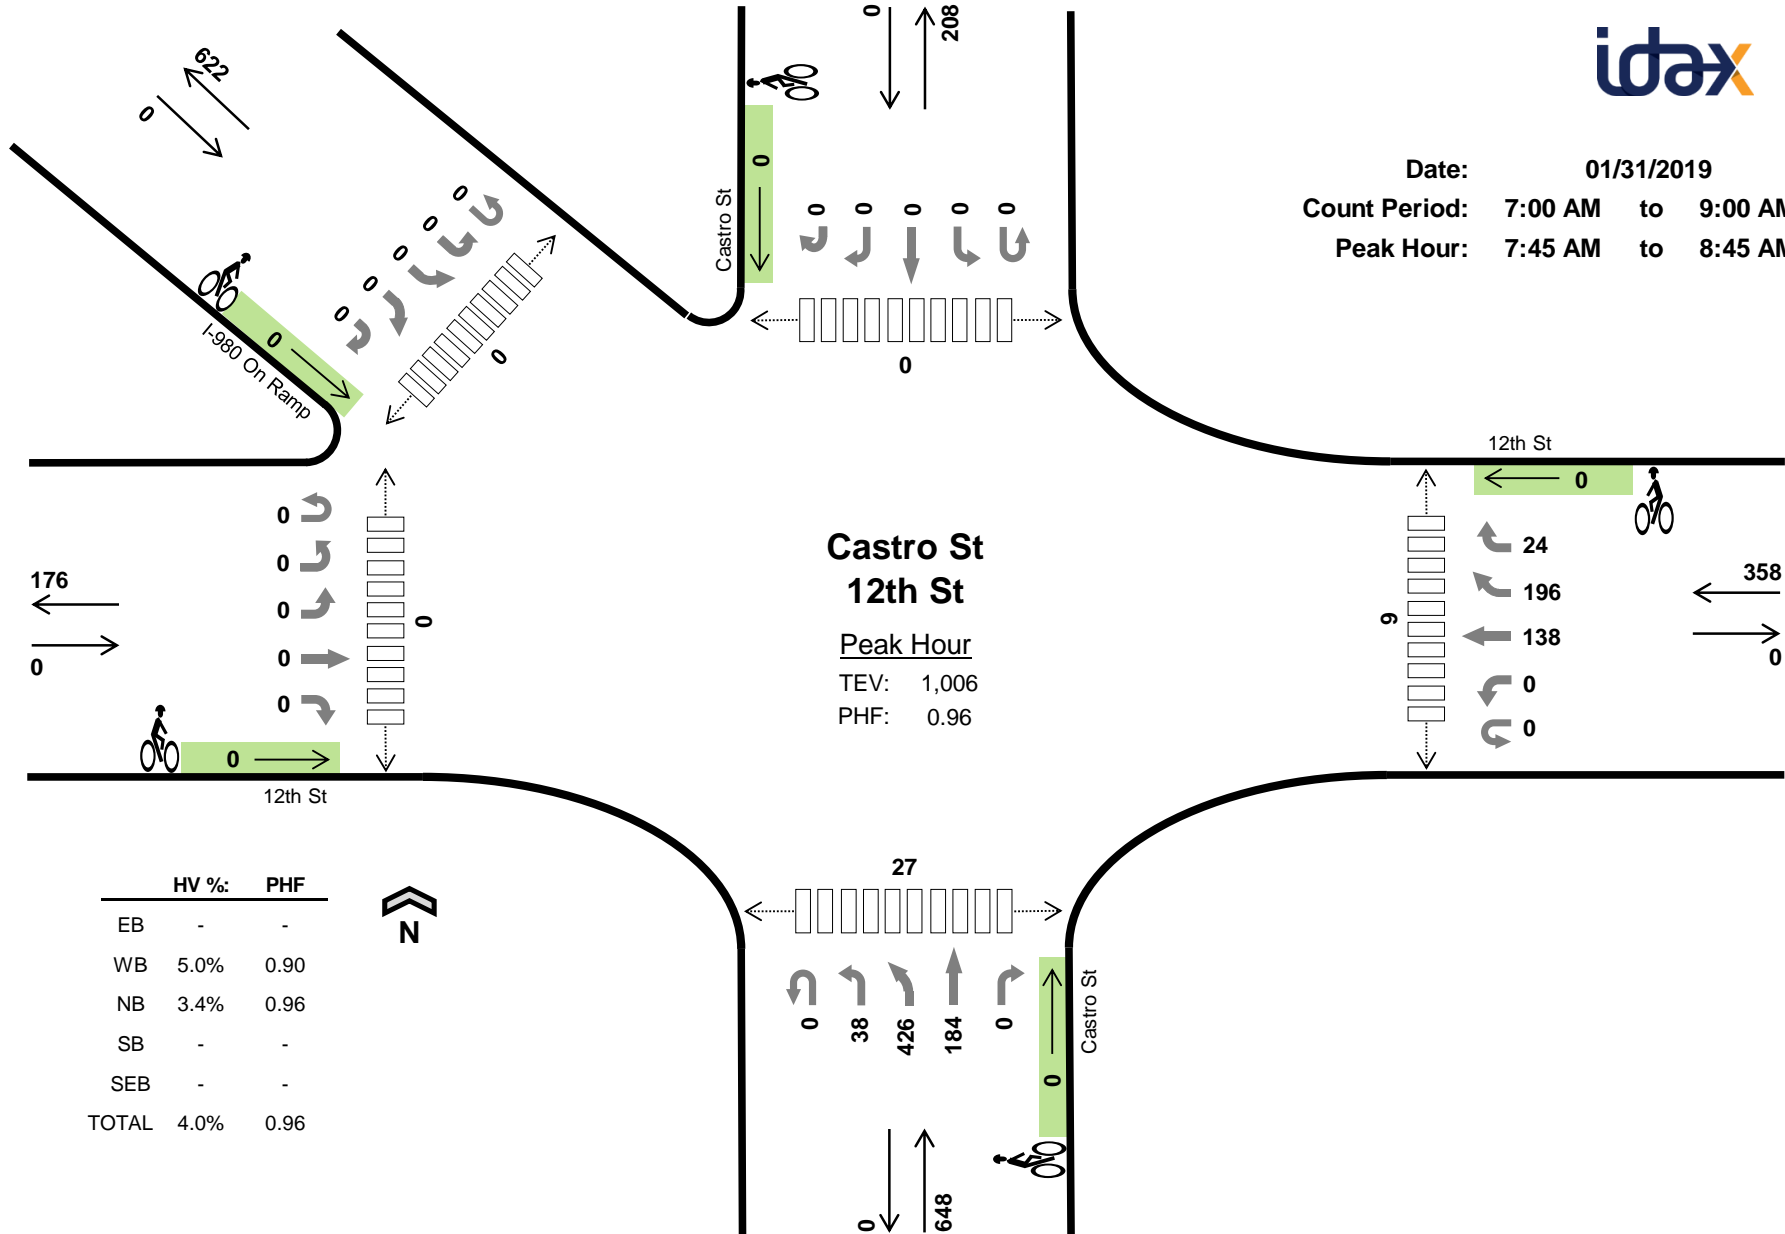 idax
Date: 01/31/2019
Count Period: 7:00 AM to 9:00 AM
Peak Hour: 7:45 AM to 8:45 AM
622
0
0
208
Castro St
0
0 0 0 0 0
0
0
0
0
0
0
0
0
I-980 On Ramp
12th St
0
24
196
138
0
0
9
358
0
176
0
0
0
0
0
0
0
0
12th St
Castro St
12th St
Peak Hour
TEV: 1,006
PHF: 0.96
HV %: PHF
EB - -
WB 5.0% 0.90
NB 3.4% 0.96
SB - -
SEB - -
TOTAL 4.0% 0.96
N
27
0 38 426 184 0
0
Castro St
0
648